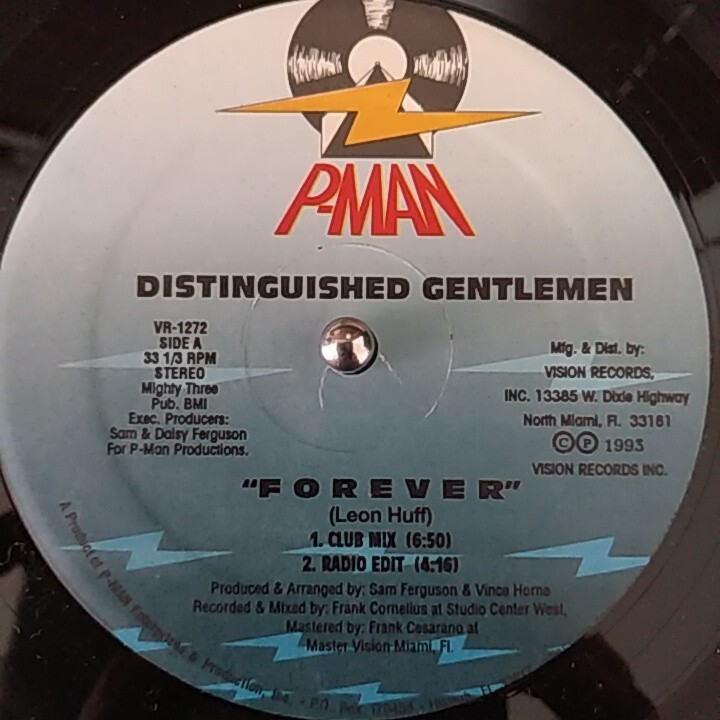 P-MAN
DISTINGUISHED GENTLEMEN
VR-1272
SIDE A
33 1/3 RPM
STEREO
Mighty Three
Pub. BMI
Exec. Producers:
Sam & Daisy Ferguson
For P-Man Productions.
Mfg. & Dist. by:
VISION RECORDS,
INC. 13385 W. Dixie Highway
North Miami, Fl. 33161
© ℗ 1993
VISION RECORDS INC.
"FOREVER"
(Leon Huff)
1. CLUB MIX (6:50)
2. RADIO EDIT (4:16)
Produced & Arranged by: Sam Ferguson & Vince Horne
Recorded & Mixed by: Frank Cornelius at Studio Center West,
Mastered by: Frank Cesarano at
Master Vision Miami, Fl.
A Product of P-MAN & Production, Inc. - P.O. Box